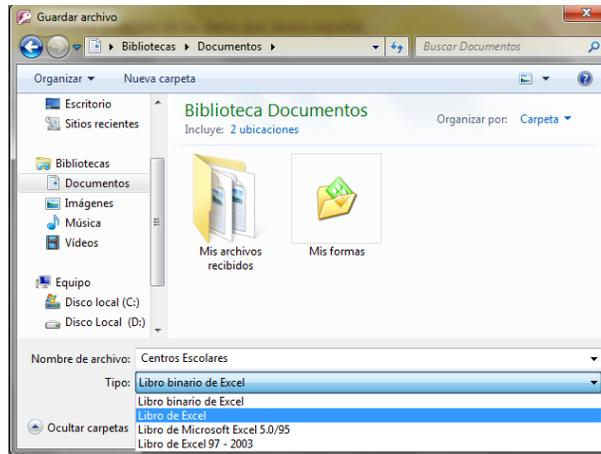 Guardar archivo
Bibliotecas Documentos
Buscar Documentos
Organizar Nueva carpeta
Escritorio
Sitios recientes
Bibliotecas
Documentos
Imágenes
Música
Vídeos
Equipo
Disco local (C:)
Disco Local (D:)
Biblioteca Documentos
Incluye: 2 ubicaciones
Organizar por: Carpeta
Mis archivos
recibidos
Mis formas
Nombre de archivo: Centros Escolares
Tipo: Libro binario de Excel
Libro binario de Excel
Libro de Excel
Libro de Microsoft Excel 5.0/95
Libro de Excel 97 - 2003
Ocultar carpetas